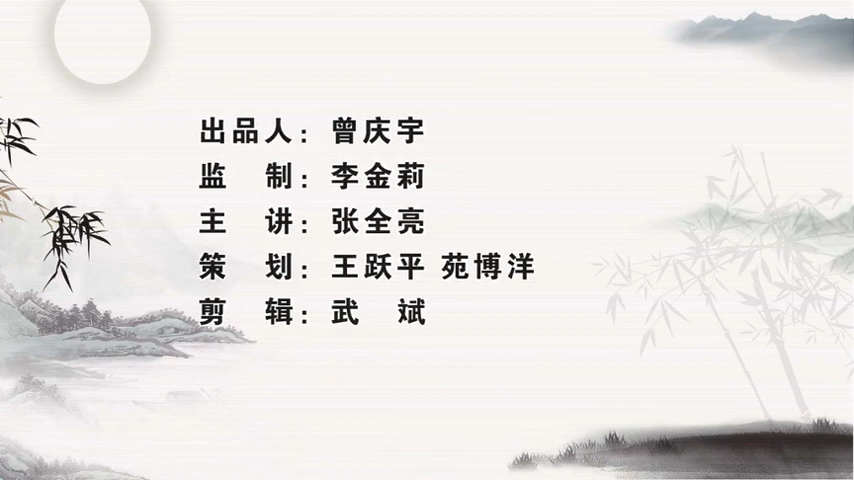 出品人：曾庆宇
监 制：李金莉
主 讲：张全亮
策 划：王跃平 苑博洋
剪 辑：武 斌